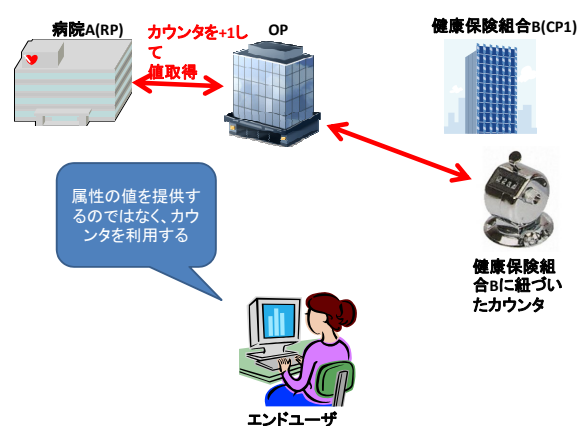 病院A(RP)
カウンタを+1し
て
値取得
OP
健康保険組合B(CP1)
属性の値を提供す
るのではなく、カウ
ンタを利用する
健康保険組
合Bに紐づい
たカウンタ
エンドユーザ